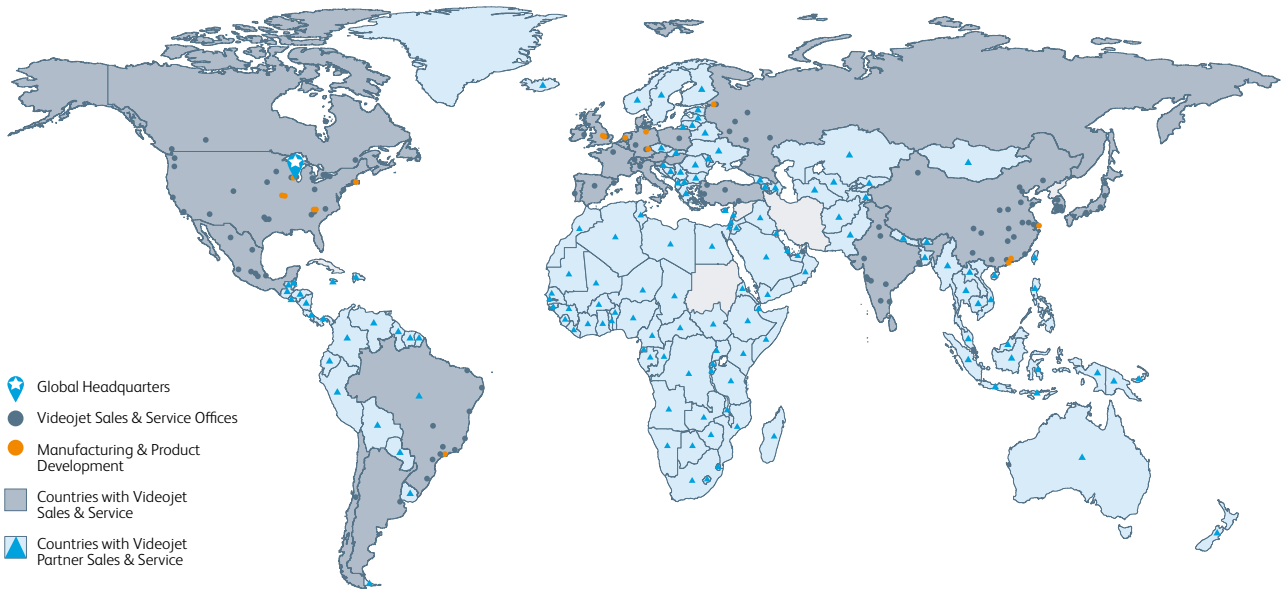 Global Headquarters
Videojet Sales & Service Offices
Manufacturing & Product
Development
Countries with Videojet
Sales & Service
Countries with Videojet
Partner Sales & Service